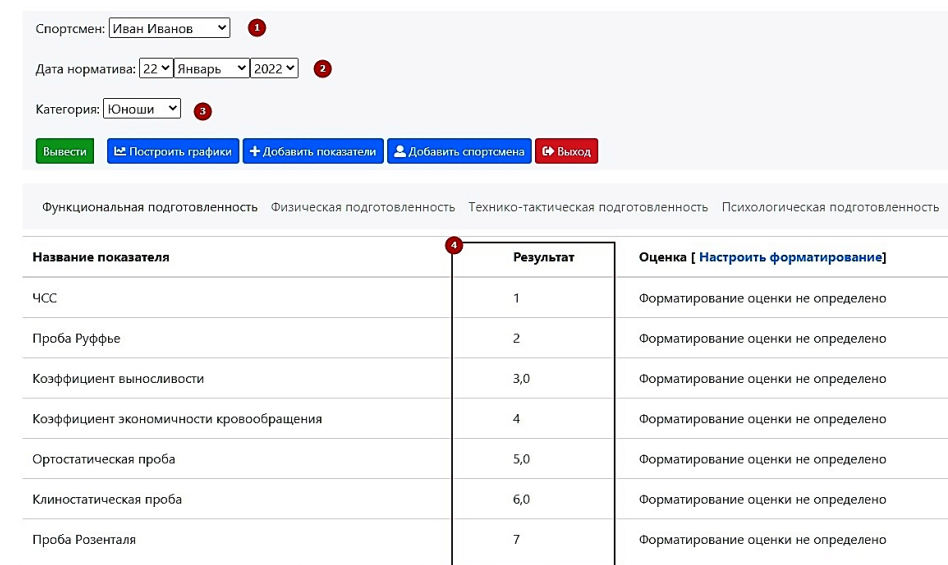 Спортсмен: Иван Иванов 1
Дата норматива: 22 Январь 2022 2
Категория: Юноши 3
Вывести Построить графики Добавить показатели Добавить спортсмена Выход
Функциональная подготовленность Физическая подготовленность Технико-тактическая подготовленность Психологическая подготовленность
4
Название показателя Результат Оценка [ Настроить форматирование]
ЧСС 1 Форматирование оценки не определено
Проба Руффье 2 Форматирование оценки не определено
Коэффициент выносливости 3,0 Форматирование оценки не определено
Коэффициент экономичности кровообращения 4 Форматирование оценки не определено
Ортостатическая проба 5,0 Форматирование оценки не определено
Клиностатическая проба 6,0 Форматирование оценки не определено
Проба Розенталя 7 Форматирование оценки не определено